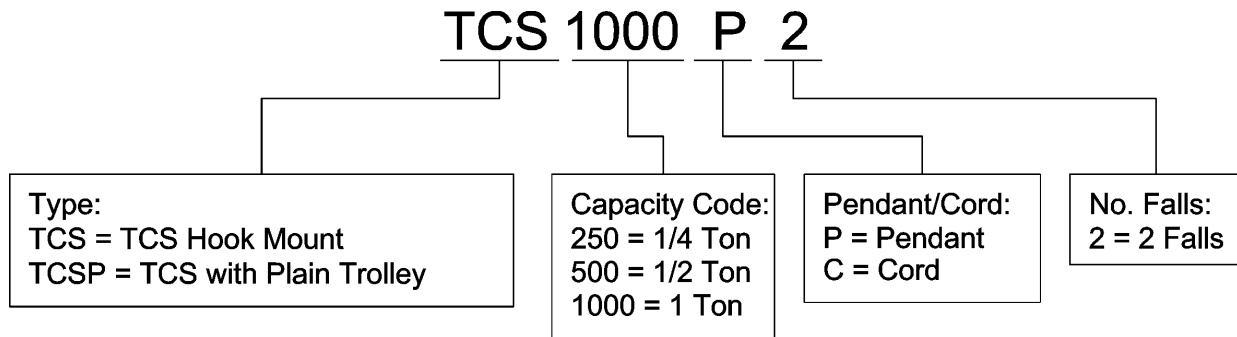 TCS 1000 P 2
Type:
TCS = TCS Hook Mount
TCSP = TCS with Plain Trolley
Capacity Code:
250 = 1/4 Ton
500 = 1/2 Ton
1000 = 1 Ton
Pendant/Cord:
P = Pendant
C = Cord
No. Falls:
2 = 2 Falls